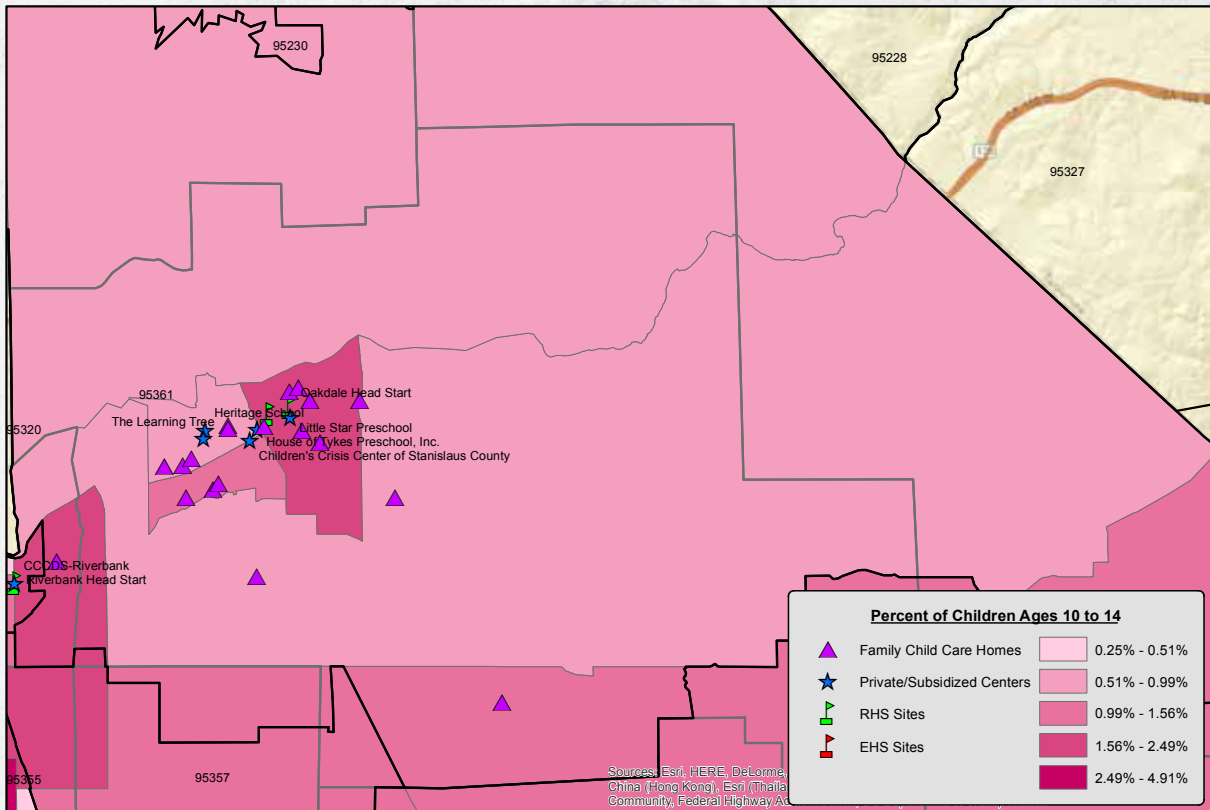 95230
95228
95327
95361
Oakdale Head Start
Heritage School
The Learning Tree
Little Star Preschool
95320
House of Tykes Preschool, Inc.
Children's Crisis Center of Stanislaus County
CCCDS-Riverbank
Riverbank Head Start
Percent of Children Ages 10 to 14
Family Child Care Homes
0.25% - 0.51%
Private/Subsidized Centers
0.51% - 0.99%
RHS Sites
0.99% - 1.56%
EHS Sites
1.56% - 2.49%
2.49% - 4.91%
95355
95357
Sources: Esri, HERE, DeLorme,
China (Hong Kong), Esri
Community, Federal Highway